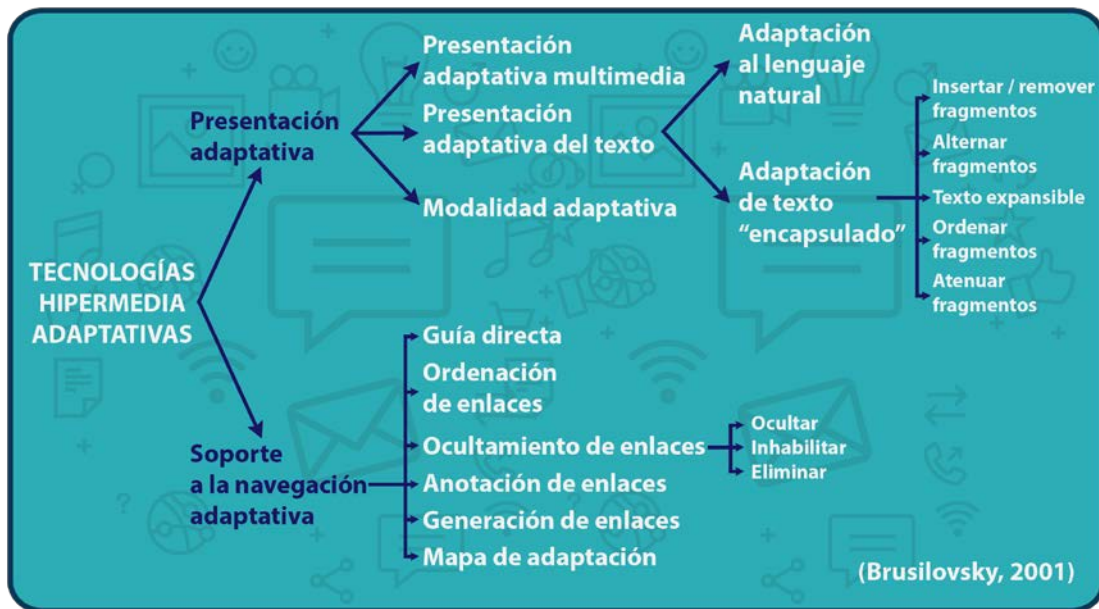 TECNOLOGÍAS
HIPERMEDIA
ADAPTATIVAS
Presentación
adaptativa
Presentación
adaptativa multimedia
Presentación
adaptativa del texto
Modalidad adaptativa
Adaptación
al lenguaje
natural
Adaptación
de texto
“encapsulado”
Insertar / remover
fragmentos
Alternar
fragmentos
Texto expansible
Ordenar
fragmentos
Atenuar
fragmentos
Soporte
a la navegación
adaptativa
Guía directa
Ordenación
de enlaces
Ocultamiento de enlaces
Ocultar
Inhabilitar
Eliminar
Anotación de enlaces
Generación de enlaces
Mapa de adaptación
(Brusilovsky, 2001)